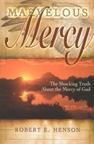 MARVELOUS
Mercy
The Shocking Truth
About the Mercy of God
ROBERT E. HENSON